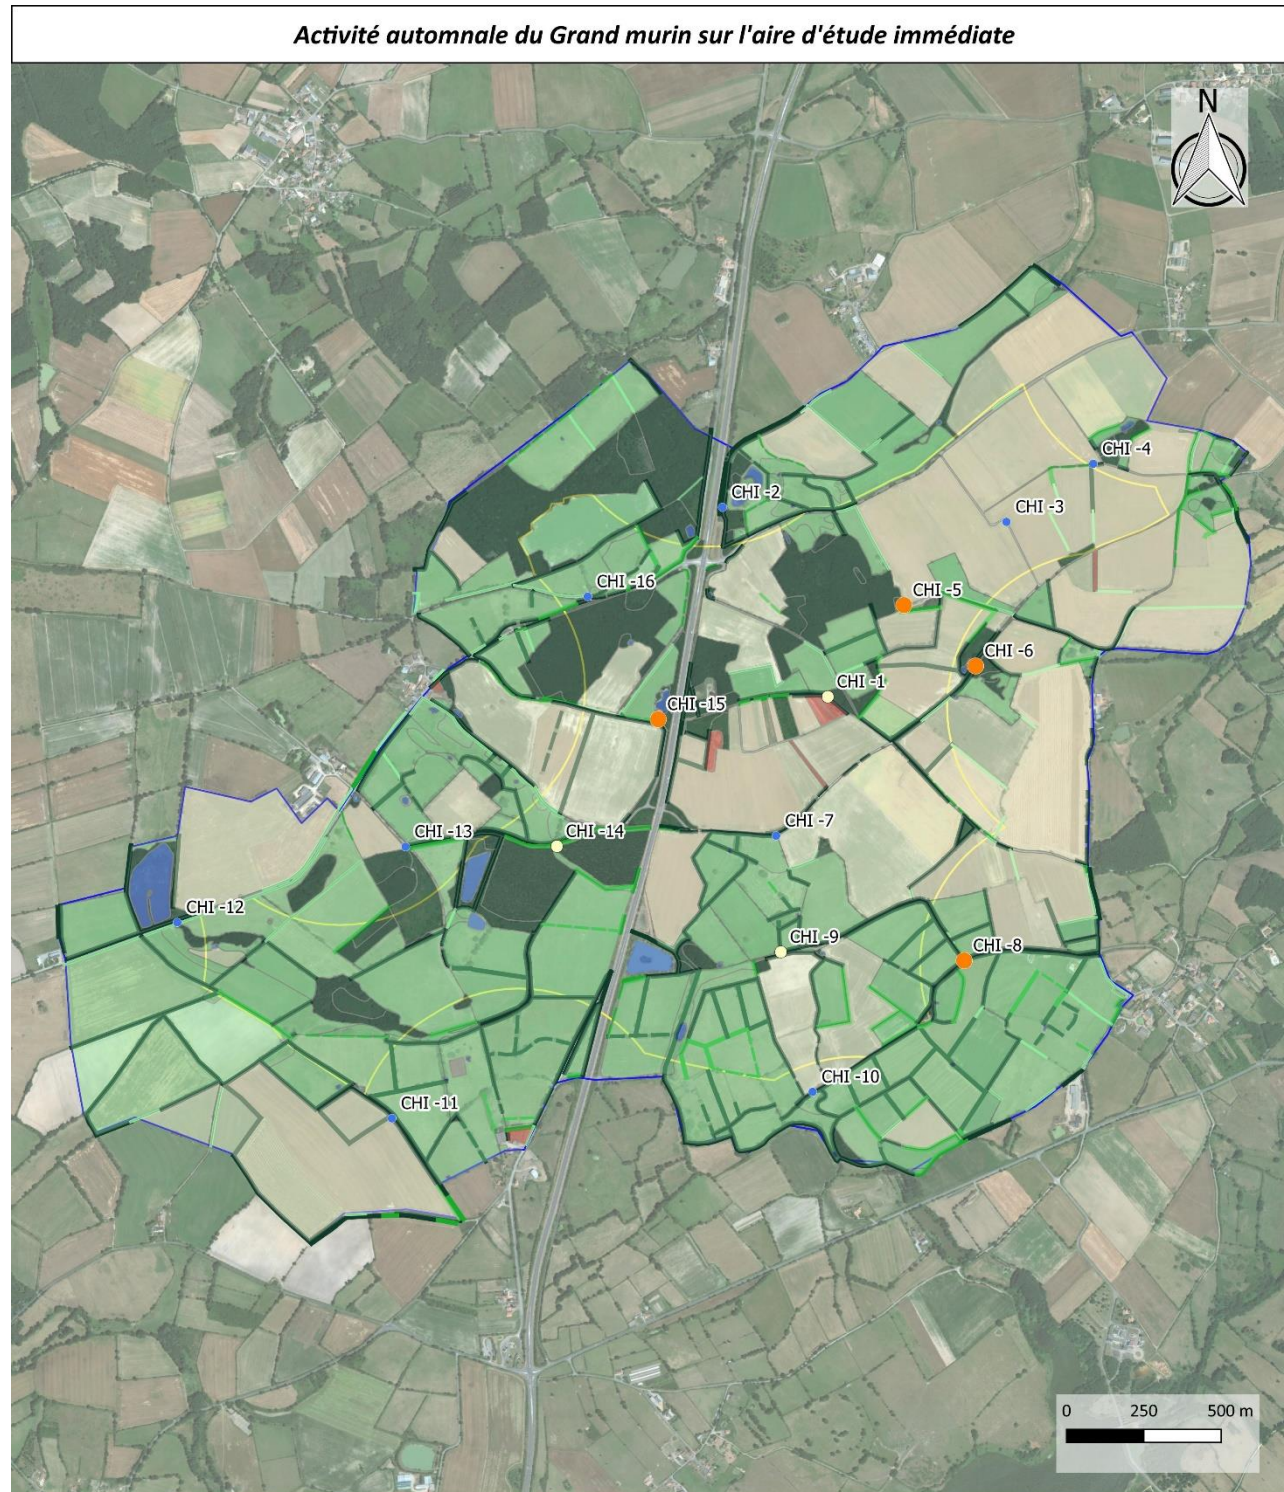 Activité automnale du Grand murin sur l'aire d'étude immédiate
N
CHI -4
CHI -2
CHI -3
CHI -16
CHI -5
CHI -6
CHI -1
CHI -15
CHI -7
CHI -13
CHI -14
CHI -12
CHI -9
CHI -8
CHI -10
CHI -11
0 250 500 m